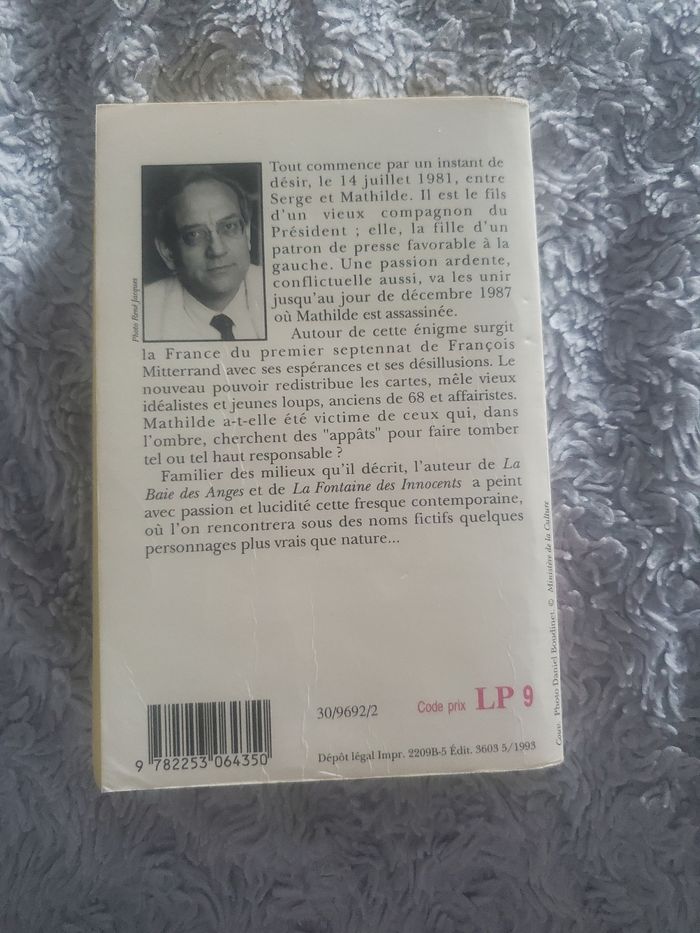 Tout commence par un instant de
désir, le 14 juillet 1981, entre
Serge et Mathilde. Il est le fils
d'un vieux compagnon du
Président ; elle, la fille d'un
patron de presse favorable à la
gauche. Une passion ardente,
conflictuelle aussi, va les unir
jusqu'au jour de décembre 1987
où Mathilde est assassinée.
Photo René Jacques
Autour de cette énigme surgit
la France du premier septennat de François
Mitterrand avec ses espérances et ses désillusions. Le
nouveau pouvoir redistribue les cartes, mêle vieux
idéalistes et jeunes loups, anciens de 68 et affairistes.
Mathilde a-t-elle été victime de ceux qui, dans
l'ombre, cherchent des "appâts" pour faire tomber
tel ou tel haut responsable ?
Familier des milieux qu'il décrit, l'auteur de La
Baie des Anges et de La Fontaine des Innocents a peint
avec passion et lucidité cette fresque contemporaine,
où l'on rencontrera sous des noms fictifs quelques
personnages plus vrais que nature...
Couv. Photo Daniel Boudinet. © Ministère de la Culture
30/9692/2
Code prix LP 9
9 782253 064350
Dépôt légal Impr. 2209B-5 Édit. 3603 5/1993